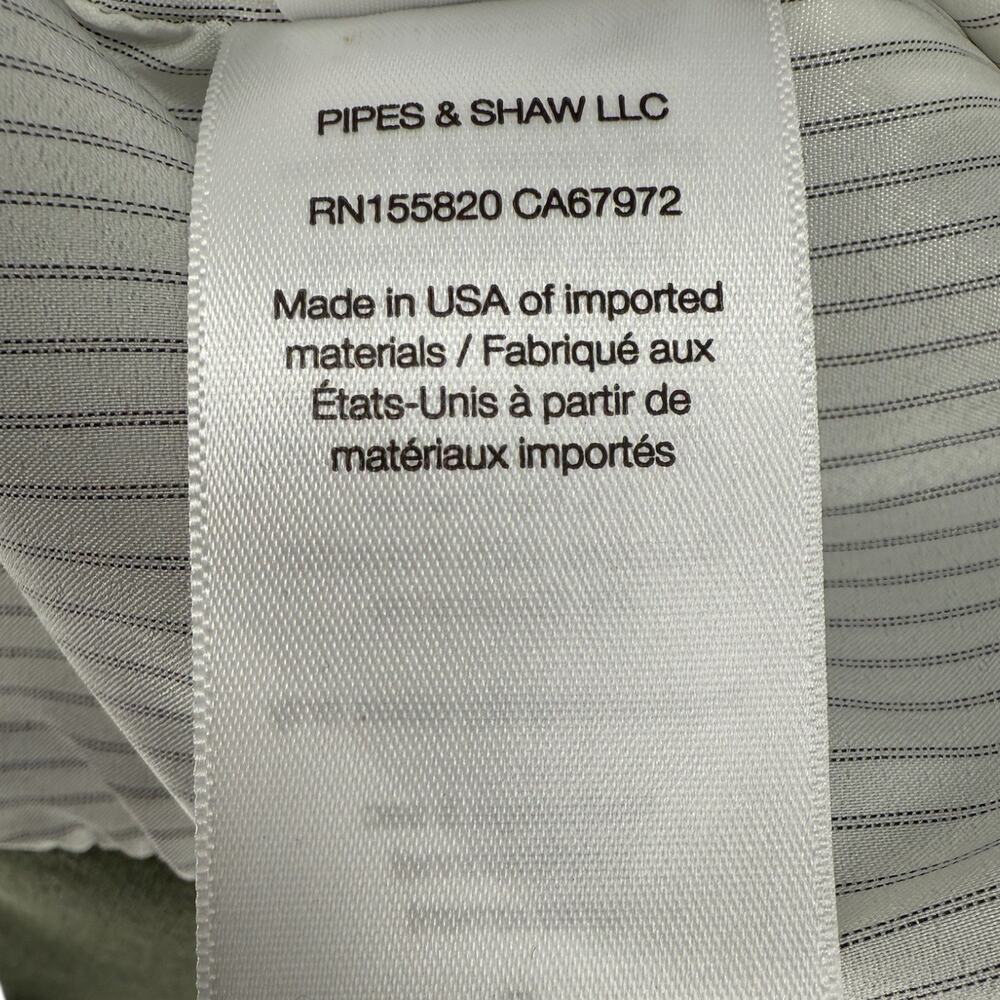 PIPES & SHAW LLC
RN155820 CA67972
Made in USA of imported
materials / Fabriqué aux
États-Unis à partir de
matériaux importés